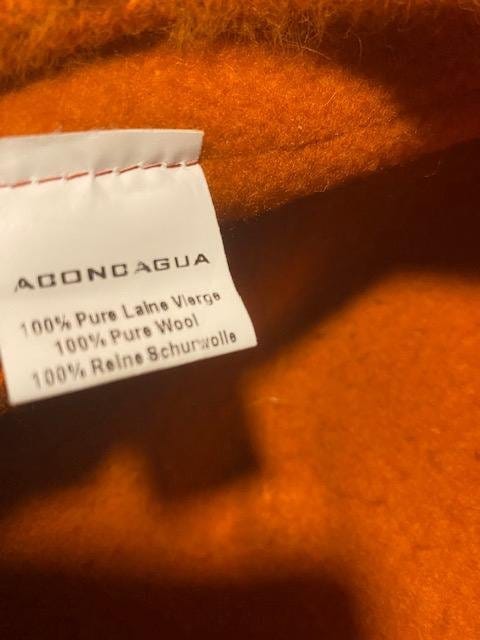 ACONCAGUA
100% Pure Laine Vierge
100% Pure Wool
100% Reine Schurwolle